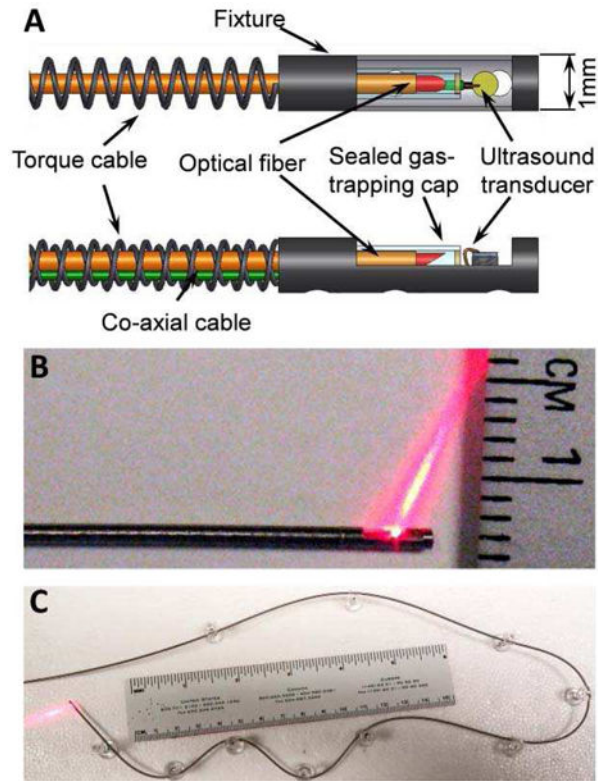 A
Fixture
1mm
Torque cable
Optical fiber
Sealed gas-
trapping cap
Ultrasound
transducer
Co-axial cable
B
CM
1
C